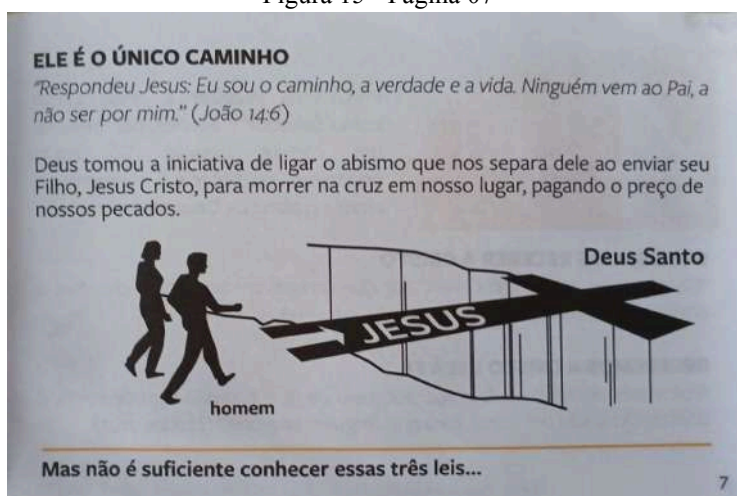 Figura 15 - Página 07
ELE É O ÚNICO CAMINHO
"Respondeu Jesus: Eu sou o caminho, a verdade e a vida. Ninguém vem ao Pai, a
não ser por mim." (João 14:6)
Deus tomou a iniciativa de ligar o abismo que nos separa dele ao enviar seu
Filho, Jesus Cristo, para morrer na cruz em nosso lugar, pagando o preço de
nossos pecados.
Deus Santo
JESUS
homem
Mas não é suficiente conhecer essas três leis...
7